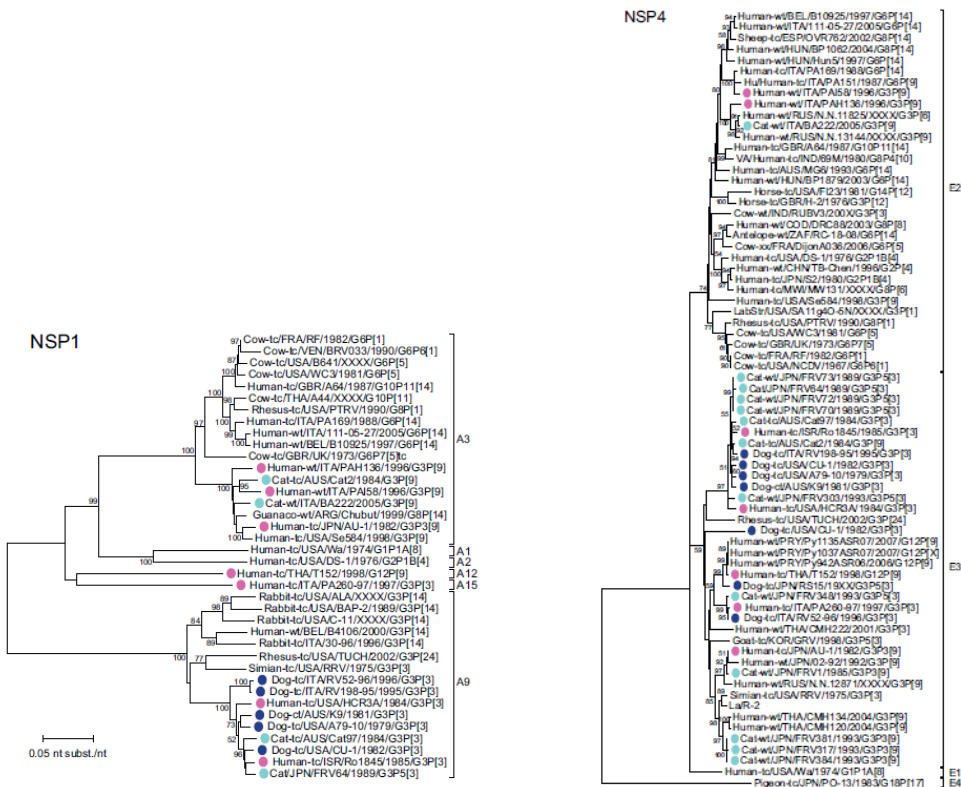 NSP1
Cow-tc/FRA/RF/1982/G6P[1]
Cow-tc/VEN/BRV033/1990/G6P6[1]
Cow-tc/USA/B641/XXXX/G6P[5]
Cow-tc/USA/WC3/1981/G6P[5]
Human-tc/GBR/A64/1987/G10P11[14]
Cow-tc/THA/A44/XXXX/G10P[11]
Rhesus-tc/USA/PTRV/1990/G8P[1]
Human-tc/ITA/PA169/1988/G6P[14]
Human-wt/ITA/111-05-27/2005/G6P[14]
Human-wt/BEL/B10925/1997/G6P[14]
Cow-tc/GBR/UK/1973/G6P7[5]tc
Human-wt/ITA/PAH136/1996/G3P[9]
Cat-tc/AUS/Cat2/1984/G3P[9]
Human-wt/ITA/PAI58/1996/G3P[9]
Cat-wt/ITA/BA222/2005/G3P[9]
Guanaco-wt/ARG/Chubut/1999/G8P[14]
Human-tc/JPN/AU-1/1982/G3P3[9]
Human-tc/USA/Se584/1998/G3P[9]
Human-tc/USA/Wa/1974/G1P1A[8]
Human-tc/USA/DS-1/1976/G2P1B[4]
Human-tc/THA/T152/1998/G12P[9]
Human-tc/ITA/PA260-97/1997/G3P[3]
Rabbit-tc/USA/ALA/XXXX/G3P[14]
Rabbit-tc/USA/BAP-2/1989/G3P[14]
Rabbit-tc/USA/C-11/XXXX/G3P[14]
Human-wt/BEL/B4106/2000/G3P[14]
Rabbit-tc/ITA/30-96/1996/G3P[14]
Rhesus-tc/USA/TUCH/2002/G3P[24]
Simian-tc/USA/RRV/1975/G3P[3]
Dog-tc/ITA/RV52-96/1996/G3P[3]
Dog-tc/ITA/RV198-95/1995/G3P[3]
Human-tc/USA/HCR3A/1984/G3P[3]
Dog-ct/AUS/K9/1981/G3P[3]
Dog-tc/USA/A79-10/1979/G3P[3]
Cat-tc/AUS/Cat97/1984/G3P[3]
Dog-tc/USA/CU-1/1982/G3P[3]
Human-tc/ISR/Ro1845/1985/G3P[3]
Cat/JPN/FRV64/1989/G3P5[3]
A3
A1
A2
A12
A15
A9
0.05 nt subst./nt
NSP4
Human-wt/BEL/B10925/1997/G6P[14]
Human-wt/ITA/111-05-27/2005/G6P[14]
Sheep-tc/ESP/OVR762/2002/G8P[14]
Human-wt/HUN/BP1062/2004/G8P[14]
Human-wt/HUN/Hun5/1997/G6P[14]
Human-tc/ITA/PA169/1988/G6P[14]
Hu/Human-tc/ITA/PA151/1987/G6P[9]
Human-wt/ITA/PAI58/1996/G3P[9]
Human-wt/ITA/PAH136/1996/G3P[9]
Human-wt/RUS/N.N.11825/XXXX/G3P[6]
Cat-wt/ITA/BA222/2005/G3P[9]
Human-wt/RUS/N.N.13144/XXXX/G3P[9]
Human-tc/GBR/A64/1987/G10P11[14]
VA/Human-tc/IND/69M/1980/G8P4[10]
Human-tc/AUS/MG6/1993/G6P[14]
Human-wt/HUN/BP1879/2003/G6P[14]
Horse-tc/USA/FI23/1981/G14P[12]
Horse-tc/GBR/H-2/1976/G3P[12]
Cow-wt/IND/RUBV3/200X/G3P[3]
Human-wt/COD/DRC88/2003/G8P[8]
Antelope-wt/ZAF/RC-18-08/G6P[14]
Cow-xx/FRA/DijonA036/2006/G6P[5]
Human-tc/USA/DS-1/1976/G2P1B[4]
Human-wt/CHN/TB-Chen/1996/G2P[4]
Human-tc/JPN/S2/1980/G2P1B[4]
Human-tc/MWI/MW131/XXXX/G8P[6]
Human-tc/USA/Se584/1998/G3P[9]
LabStr/USA/SA11g4O-5N/XXXX/G3P[1]
Rhesus-tc/USA/PTRV/1990/G8P[1]
Cow-tc/USA/WC3/1981/G6P[5]
Cow-tc/GBR/UK/1973/G6P7[5]
Cow-tc/FRA/RF/1982/G6P[1]
Cow-tc/USA/NCDV/1967/G6P6[1]
Cat-wt/JPN/FRV73/1989/G3P5[3]
Cat/JPN/FRV64/1989/G3P5[3]
Cat-wt/JPN/FRV72/1989/G3P5[3]
Cat-wt/JPN/FRV70/1989/G3P5[3]
Cat-tc/AUS/Cat97/1984/G3P[3]
Human-tc/ISR/Ro1845/1985/G3P[3]
Cat-tc/AUS/Cat2/1984/G3P[9]
Dog-tc/ITA/RV198-95/1995/G3P[3]
Dog-tc/USA/CU-1/1982/G3P[3]
Dog-tc/USA/A79-10/1979/G3P[3]
Dog-ct/AUS/K9/1981/G3P[3]
Cat-wt/JPN/FRV303/1993/G3P5[3]
Human-tc/USA/HCR3A/1984/G3P[3]
Rhesus-tc/USA/TUCH/2002/G3P[24]
Dog-tc/USA/CU-1/1982/G3P[3]
Human-wt/PRY/Py1135ASR07/2007/G12P[9]
Human-wt/PRY/Py1037ASR07/2007/G12P[X]
Human-wt/PRY/Py942ASR06/2006/G12P[9]
Human-tc/THA/T152/1998/G12P[9]
Dog-tc/JPN/RS15/19XX/G3P5[3]
Cat-wt/JPN/FRV348/1993/G3P5[3]
Human-tc/ITA/PA260-97/1997/G3P[3]
Dog-tc/ITA/RV52-96/1996/G3P[3]
Human-wt/THA/CMH222/2001/G3P[3]
Goat-tc/KOR/GRV/1998/G3P5[3]
Human-tc/JPN/AU-1/1982/G3P3[9]
Human-wt/JPN/02-92/1992/G3P[9]
Cat-wt/JPN/FRV1/1985/G3P3[9]
Human-wt/RUS/N.N.12871/XXXX/G3P[9]
Simian-tc/USA/RRV/1975/G3P[3]
La/R-2
Human-wt/THA/CMH134/2004/G3P[9]
Human-wt/THA/CMH120/2004/G3P[9]
Cat-wt/JPN/FRV381/1993/G3P3[9]
Cat-wt/JPN/FRV317/1993/G3P3[9]
Cat-wt/JPN/FRV384/1993/G3P3[9]
Human-tc/USA/Wa/1974/G1P1A[8]
Pigeon-tc/JPN/PO-13/1983/G18P[17]
E2
E3
E1
E4